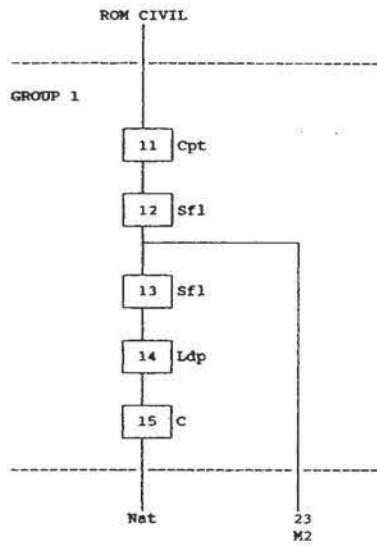 ROM CIVIL
GROUP 1
11 Cpt
12 Sfl
13 Sfl
14 Ldp
15 C
Nat 23
M2